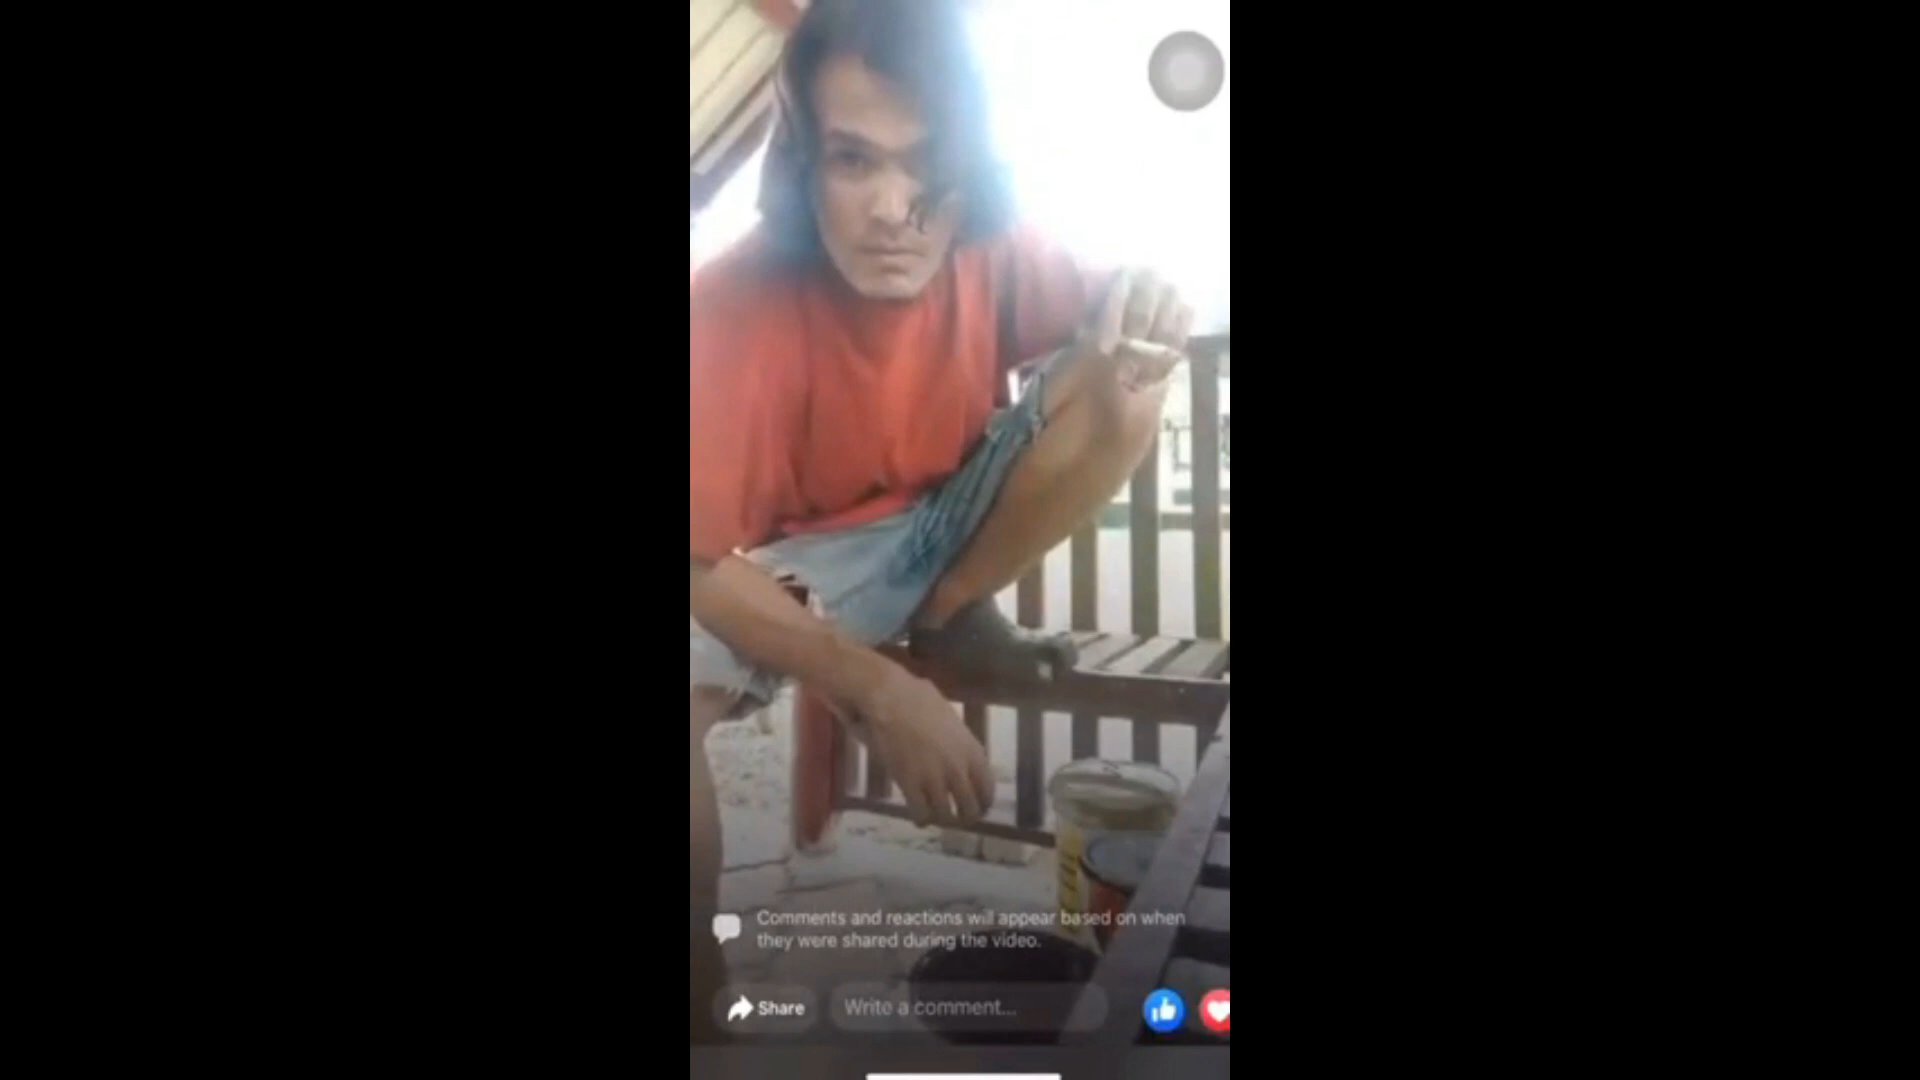 Comments and reactions will appear based on when
they were shared during the video.
Share
Write a comment...